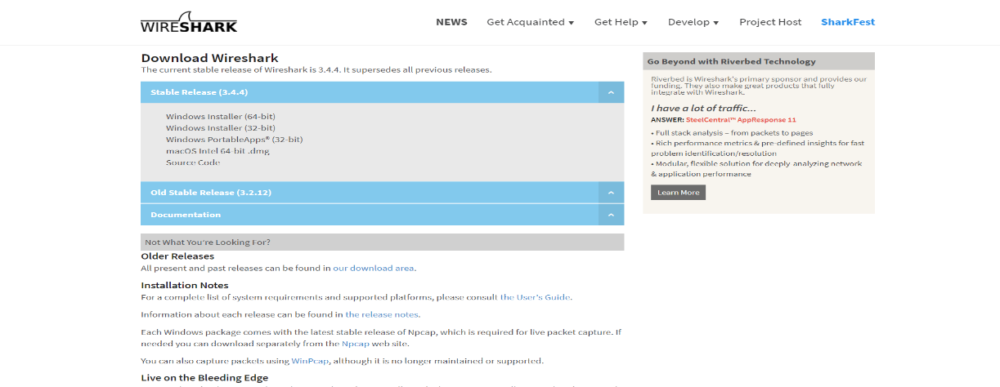 WIRESHARK
NEWS
Get Acquainted
Get Help
Develop
Project Host
SharkFest
Download Wireshark
The current stable release of Wireshark is 3.4.4. It supersedes all previous releases.
Stable Release (3.4.4)
Windows Installer (64-bit)
Windows Installer (32-bit)
Windows PortableApps® (32-bit)
macOS Intel 64-bit .dmg
Source Code
Old Stable Release (3.2.12)
Documentation
Not What You're Looking For?
Older Releases
All present and past releases can be found in our download area.
Installation Notes
For a complete list of system requirements and supported platforms, please consult the User's Guide.
Information about each release can be found in the release notes.
Each Windows package comes with the latest stable release of Npcap, which is required for live packet capture. If
needed you can download separately from the Npcap web site.
You can also capture packets using WinPcap, although it is no longer maintained or supported.
Live on the Bleeding Edge
Go Beyond with Riverbed Technology
Riverbed is Wireshark's primary sponsor and provides our
funding. They also make great products that fully
integrate with Wireshark.
I have a lot of traffic...
ANSWER: SteelCentral™ AppResponse 11
• Full stack analysis – from packets to pages
• Rich performance metrics & pre-defined insights for fast
problem identification/resolution
• Modular, flexible solution for deeply-analyzing network
& application performance
Learn More